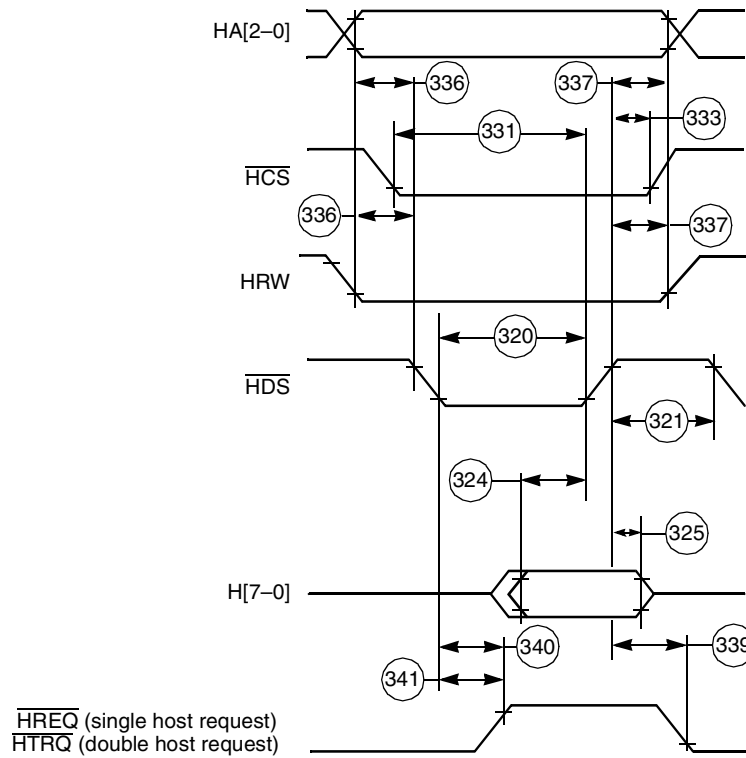 HA[2–0]
336
337
333
331
HCS
336
337
HRW
320
HDS
321
324
325
H[7–0]
340
339
341
HREQ (single host request)
HTRQ (double host request)